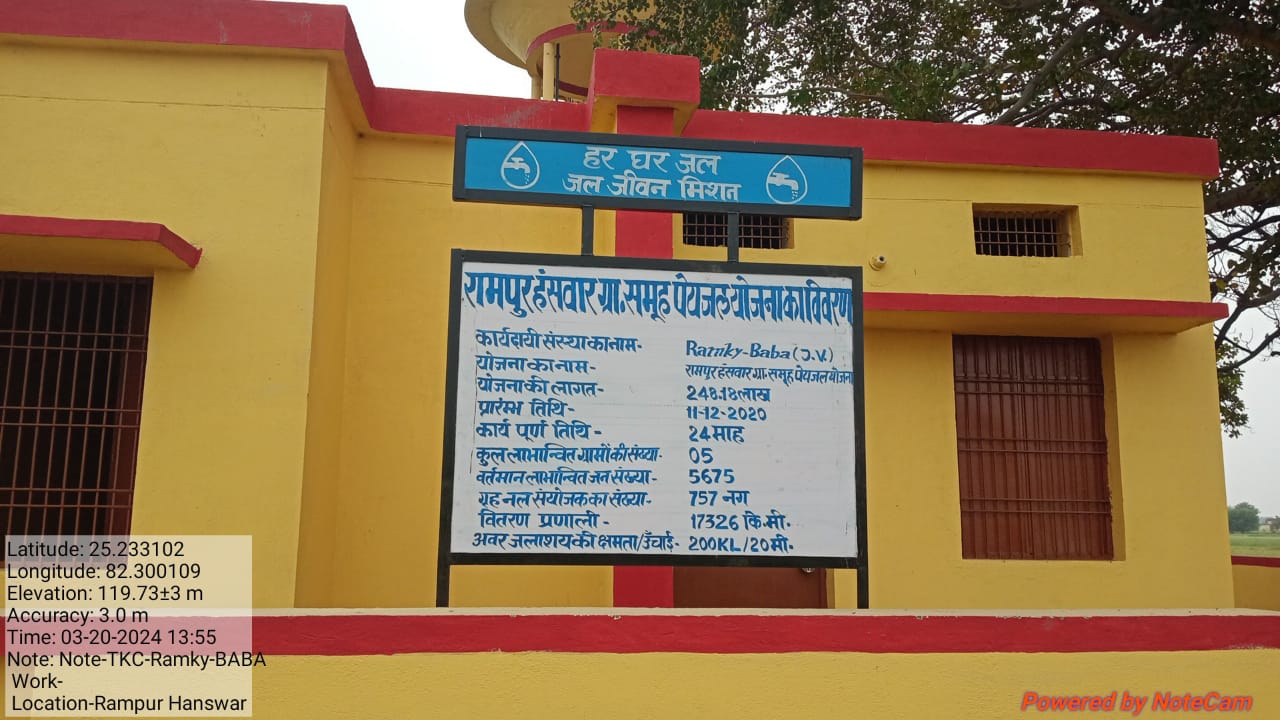 हर घर जल
जल जीवन मिशन
रामपुर हंसवार ग्रा. समूह पेयजल योजना का विवरण
कार्यदायी संस्था का नाम- Ramky-Baba (J.V.)
योजना का नाम- रामपुर हंसवार ग्रा. समूह पेयजल योजना
योजना की लागत- 248.18 लाख
प्रारम्भ तिथि- 11-12-2020
कार्य पूर्ण तिथि- 24 माह
कुल लाभान्वित ग्रामों की संख्या- 05
वर्तमान लाभान्वित जन संख्या- 5675
गृह नल संयोजक का संख्या- 757 नग
वितरण प्रणाली- 17326 कि.मी.
अवर जलाशय की क्षमता/ऊँचाई- 200KL/20मी.
Latitude: 25.233102
Longitude: 82.300109
Elevation: 119.73±3 m
Accuracy: 3.0 m
Time: 03-20-2024 13:55
Note: Note-TKC-Ramky-BABA
Work-
Location-Rampur Hanswar
Powered by NoteCam